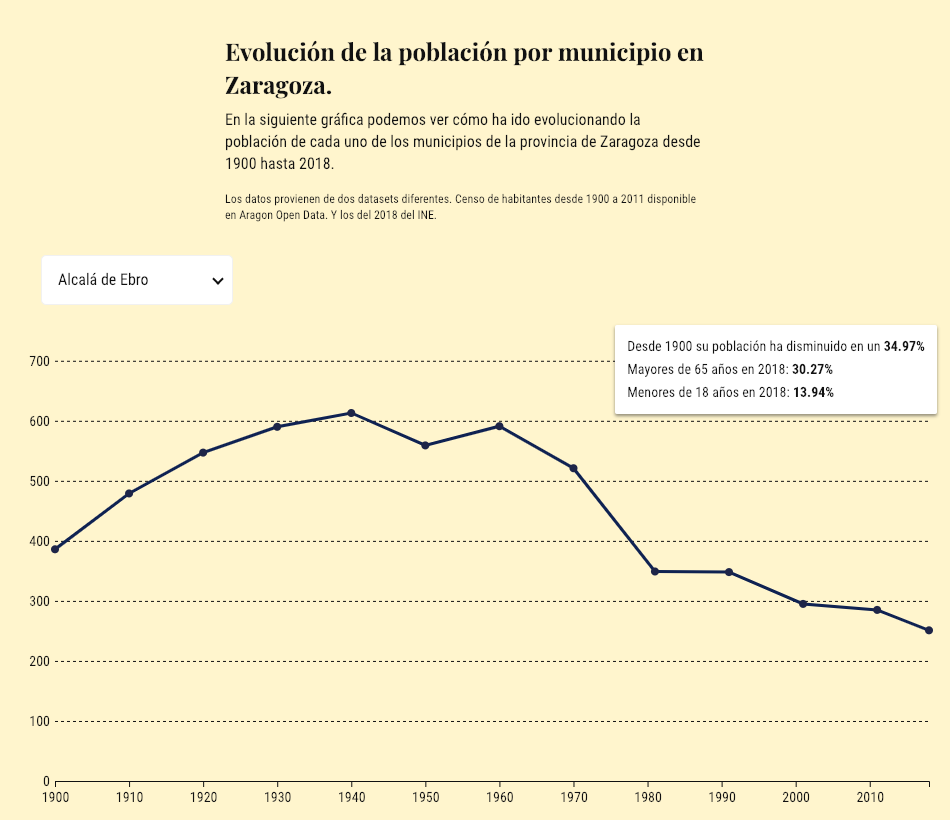 Evolución de la población por municipio en
Zaragoza.
En la siguiente gráfica podemos ver cómo ha ido evolucionando la
población de cada uno de los municipios de la provincia de Zaragoza desde
1900 hasta 2018.
Los datos provienen de dos datasets diferentes. Censo de habitantes desde 1900 a 2011 disponible
en Aragon Open Data. Y los del 2018 del INE.
Alcalá de Ebro
Desde 1900 su población ha disminuido en un 34.97%
Mayores de 65 años en 2018: 30.27%
Menores de 18 años en 2018: 13.94%
700
600
500
400
300
200
100
0
1900 1910 1920 1930 1940 1950 1960 1970 1980 1990 2000 2010